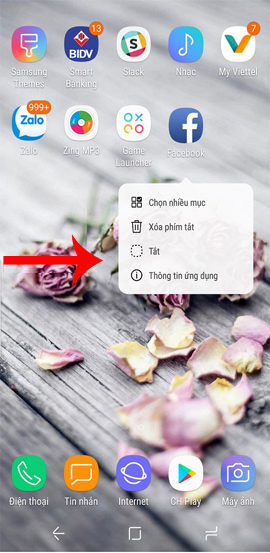 13
7
S
BIDV
Samsung Themes
Smart Banking
Slack
Nhạc
My Viettel
999+
Zalo
Zalo
Zing MP3
Game Launcher
Facebook
Chọn nhiều mục
Xóa phím tắt
Tắt
Thông tin ứng dụng
Điện thoại
Tin nhắn
Internet
CH Play
Máy ảnh